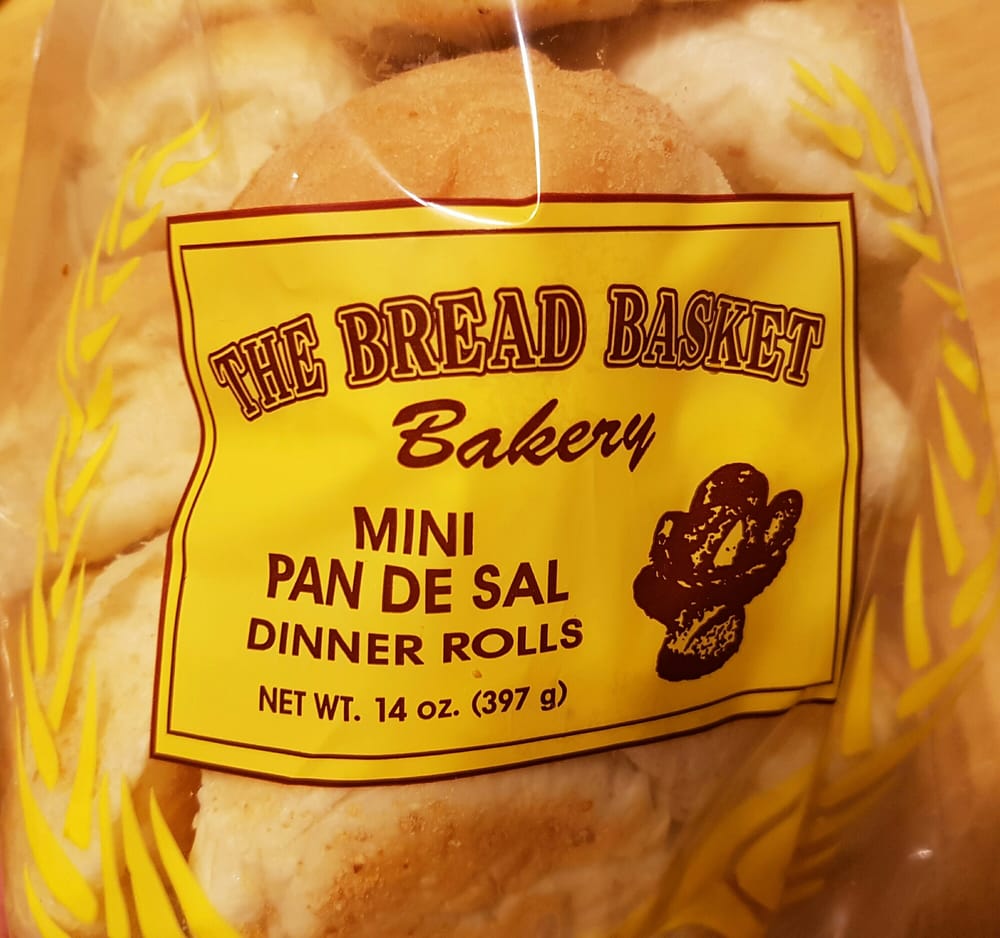 THE BREAD BASKET
Bakery
MINI
PAN DE SAL
DINNER ROLLS
NET WT. 14 oz. (397 g)